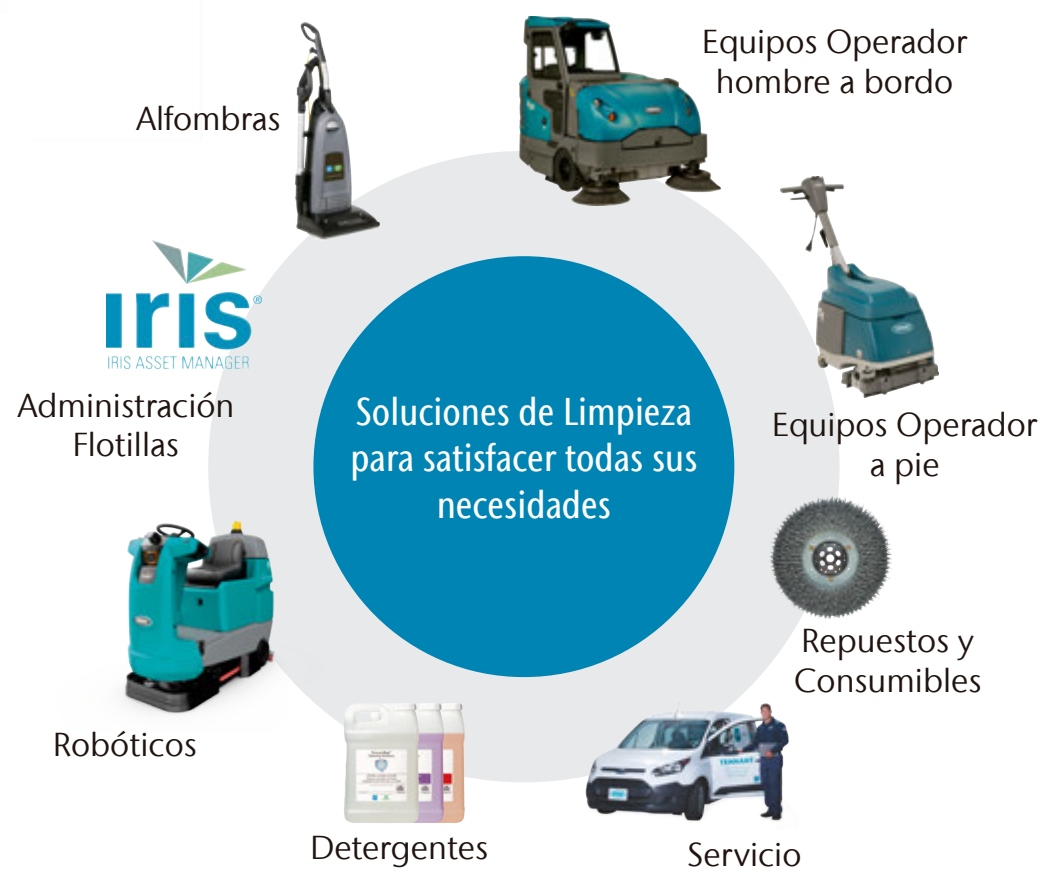 Equipos Operador
hombre a bordo
Alfombras
iris®
IRIS ASSET MANAGER
Administración
Flotillas
Soluciones de Limpieza
para satisfacer todas sus
necesidades
Equipos Operador
a pie
Repuestos y
Consumibles
Robóticos
TENNANT
Detergentes
Servicio